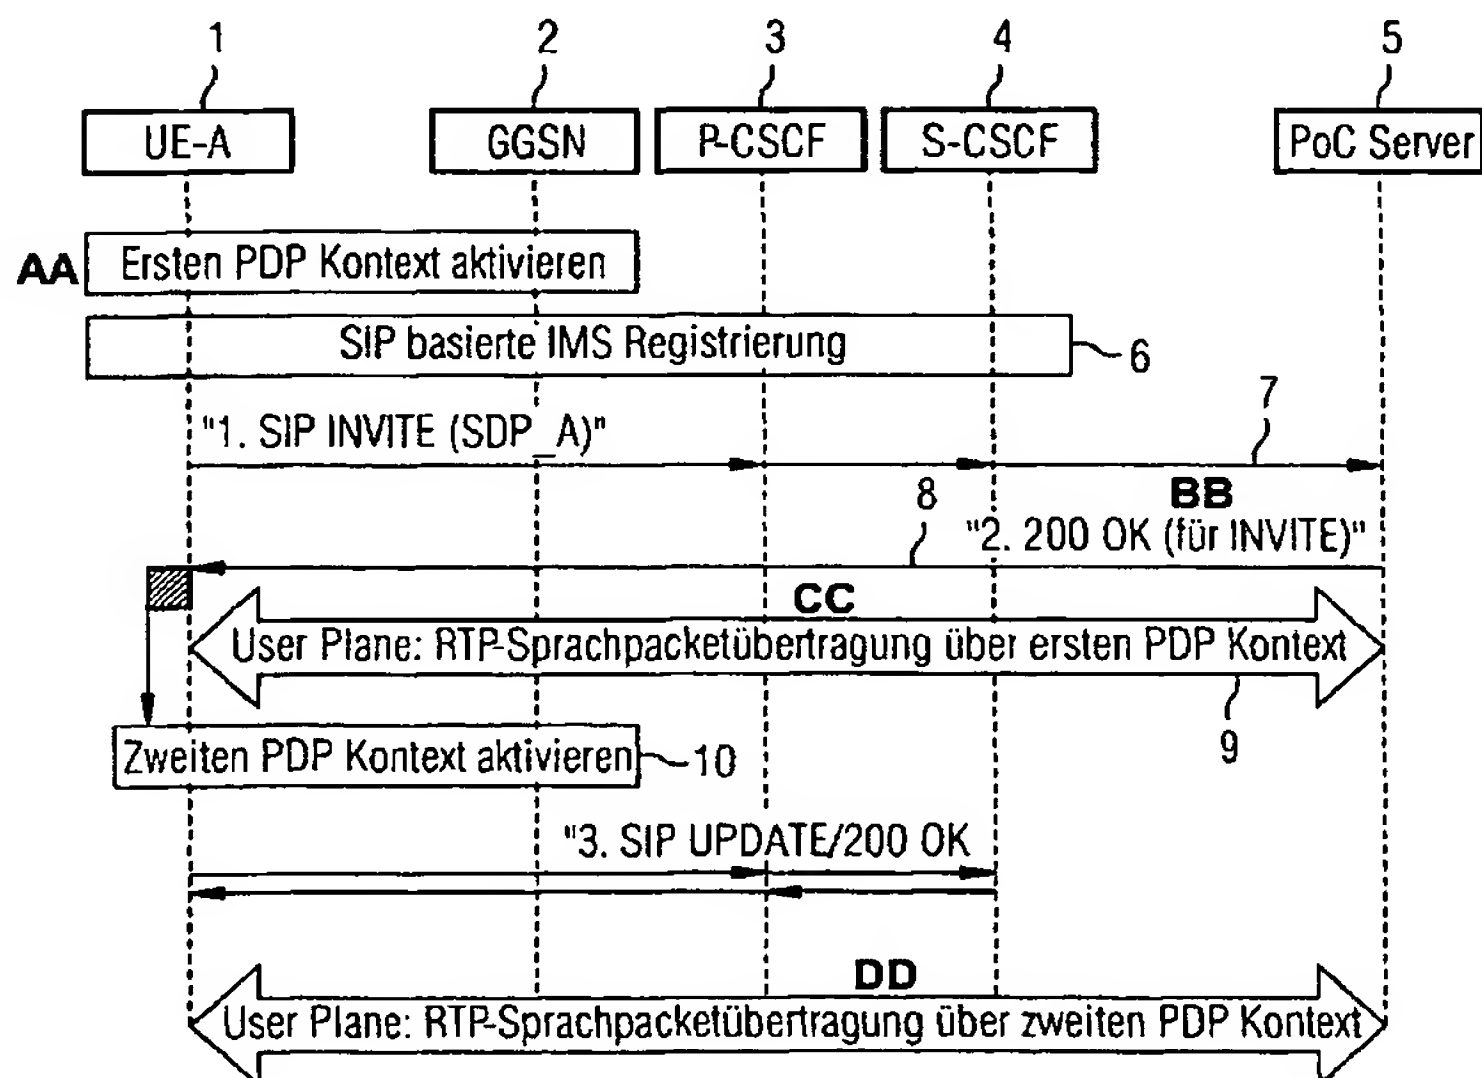 1 2 3 4 5
UE-A GGSN P-CSCF S-CSCF PoC Server
AA Ersten PDP Kontext aktivieren
SIP basierte IMS Registrierung 6
"1. SIP INVITE (SDP_A)" 7
8 BB
"2. 200 OK (für INVITE)"
CC
User Plane: RTP-Sprachpacketübertragung über ersten PDP Kontext
9
Zweiten PDP Kontext aktivieren 10
"3. SIP UPDATE/200 OK
DD
User Plane: RTP-Sprachpacketübertragung über zweiten PDP Kontext